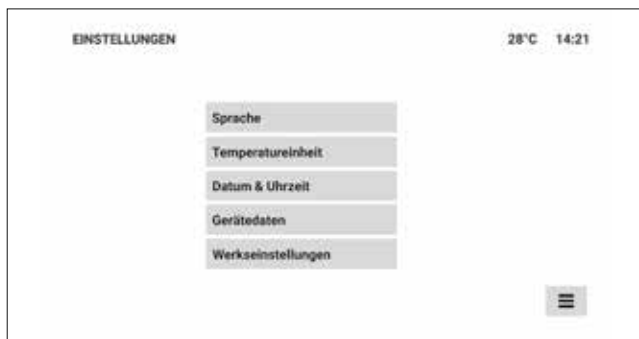 EINSTELLUNGEN 28°C 14:21
Sprache
Temperatureinheit
Datum & Uhrzeit
Gerätedaten
Werkseinstellungen